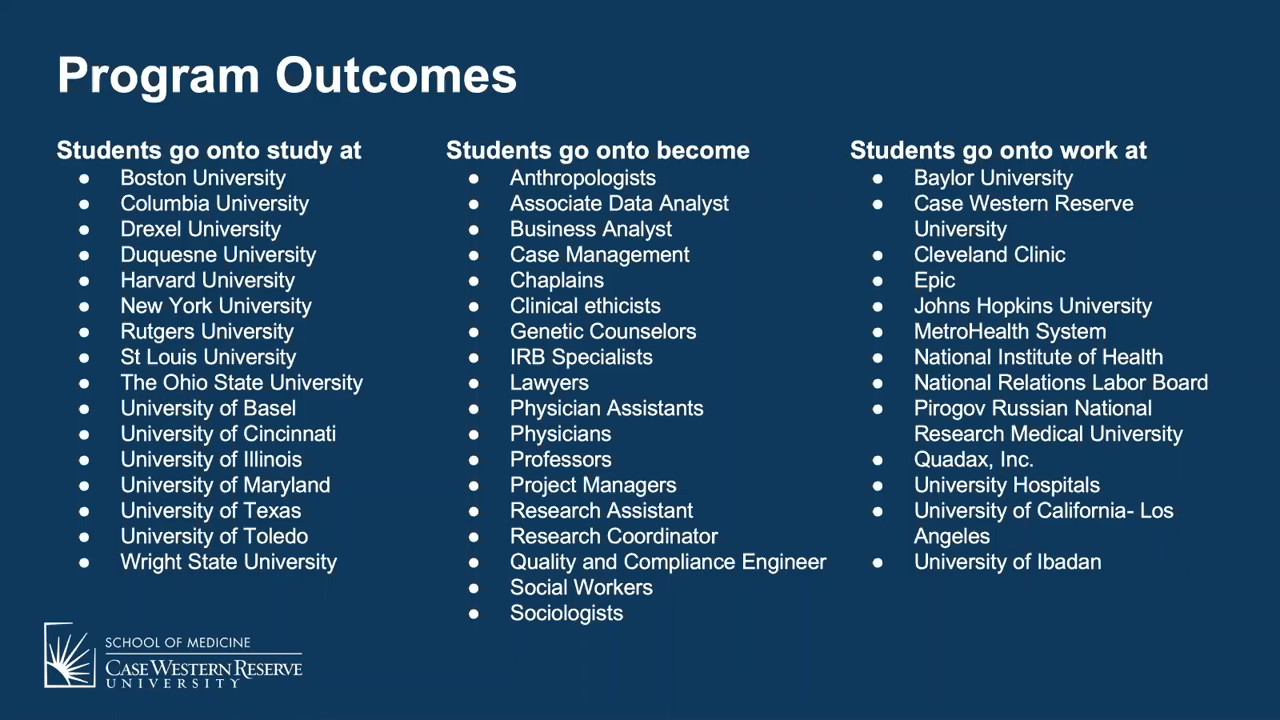 Program Outcomes
Students go onto study at
● Boston University
● Columbia University
● Drexel University
● Duquesne University
● Harvard University
● New York University
● Rutgers University
● St Louis University
● The Ohio State University
● University of Basel
● University of Cincinnati
● University of Illinois
● University of Maryland
● University of Texas
● University of Toledo
● Wright State University
Students go onto become
● Anthropologists
● Associate Data Analyst
● Business Analyst
● Case Management
● Chaplains
● Clinical ethicists
● Genetic Counselors
● IRB Specialists
● Lawyers
● Physician Assistants
● Physicians
● Professors
● Project Managers
● Research Assistant
● Research Coordinator
● Quality and Compliance Engineer
● Social Workers
● Sociologists
Students go onto work at
● Baylor University
● Case Western Reserve
University
● Cleveland Clinic
● Epic
● Johns Hopkins University
● MetroHealth System
● National Institute of Health
● National Relations Labor Board
● Pirogov Russian National
Research Medical University
● Quadax, Inc.
● University Hospitals
● University of California- Los
Angeles
● University of Ibadan
SCHOOL OF MEDICINE
CASE WESTERN RESERVE
UNIVERSITY